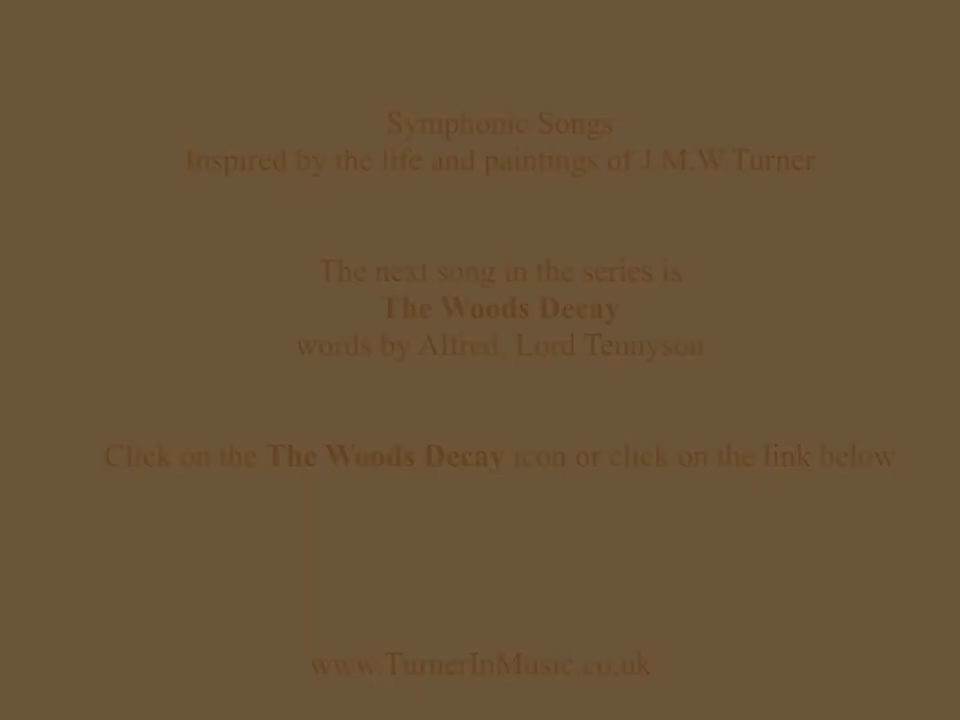 Symphonic Songs
Inspired by the life and paintings of J.M.W Turner
The next song in the series is
The Woods Decay
words by Alfred, Lord Tennyson
Click on the The Woods Decay icon or click on the link below
www.TurnerInMusic.co.uk